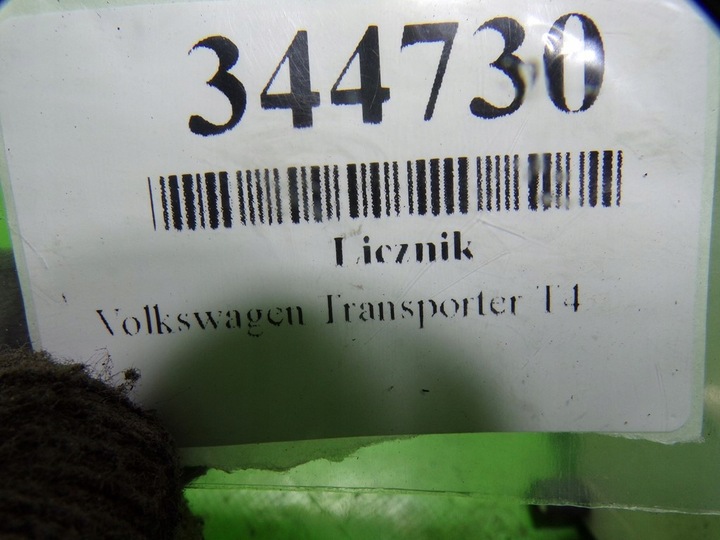 344730
Licznik
Volkswagen Transporter T4